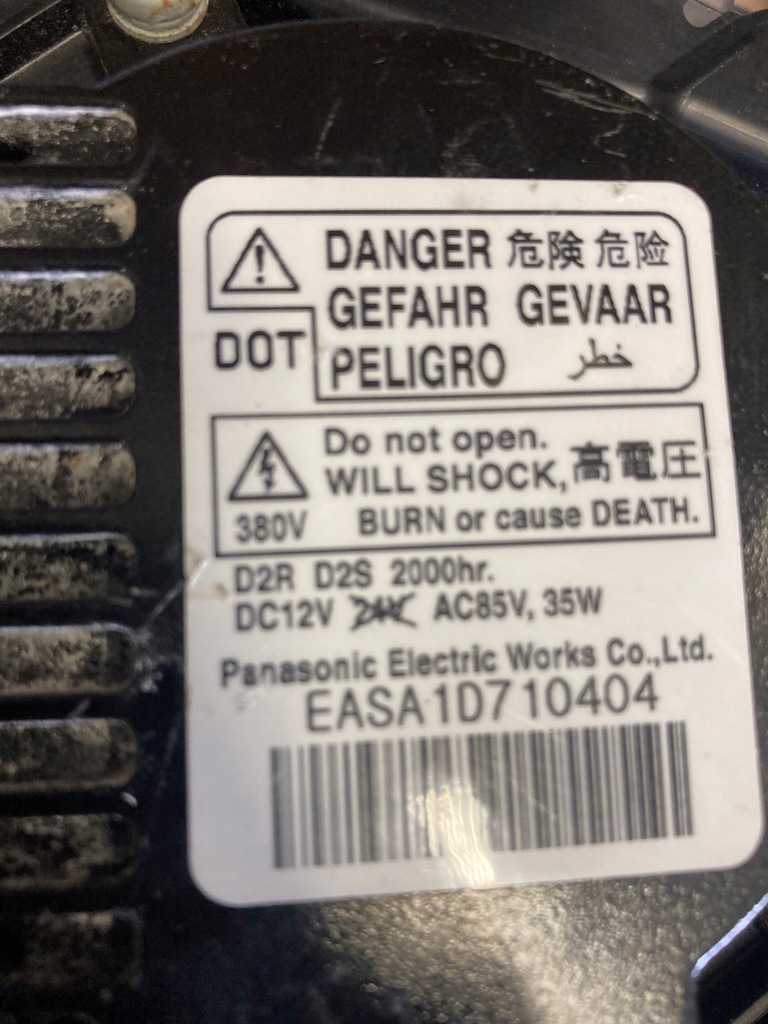 DANGER 危険 危险
GEFAHR GEVAAR
DOT PELIGRO خطر
Do not open.
WILL SHOCK, 高電圧
380V BURN or cause DEATH.
D2R D2S 2000hr.
DC12V 24V AC85V, 35W
Panasonic Electric Works Co.,Ltd.
EASA1D710404